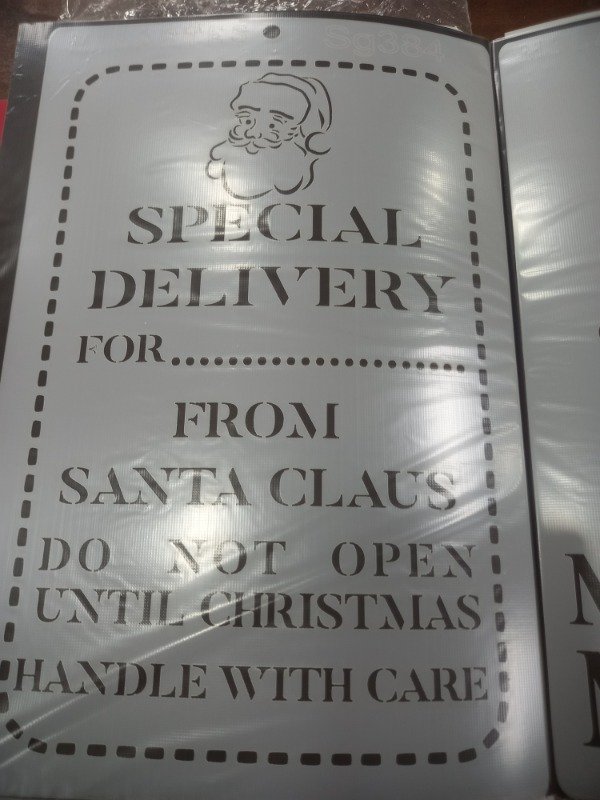 Sg384
SPECIAL
DELIVERY
FOR......................
FROM
SANTA CLAUS
DO NOT OPEN
UNTIL CHRISTMAS
HANDLE WITH CARE